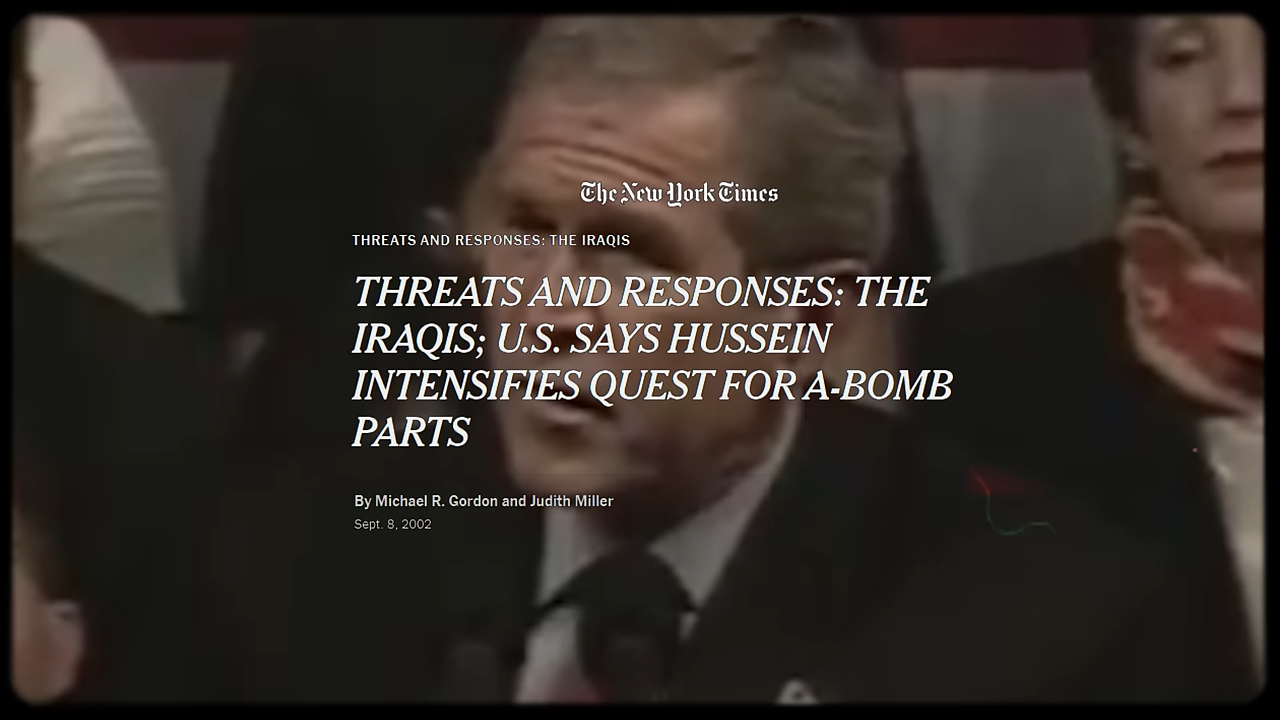 The New York Times
THREATS AND RESPONSES: THE IRAQIS
THREATS AND RESPONSES: THE
IRAQIS; U.S. SAYS HUSSEIN
INTENSIFIES QUEST FOR A-BOMB
PARTS
By Michael R. Gordon and Judith Miller
Sept. 8, 2002